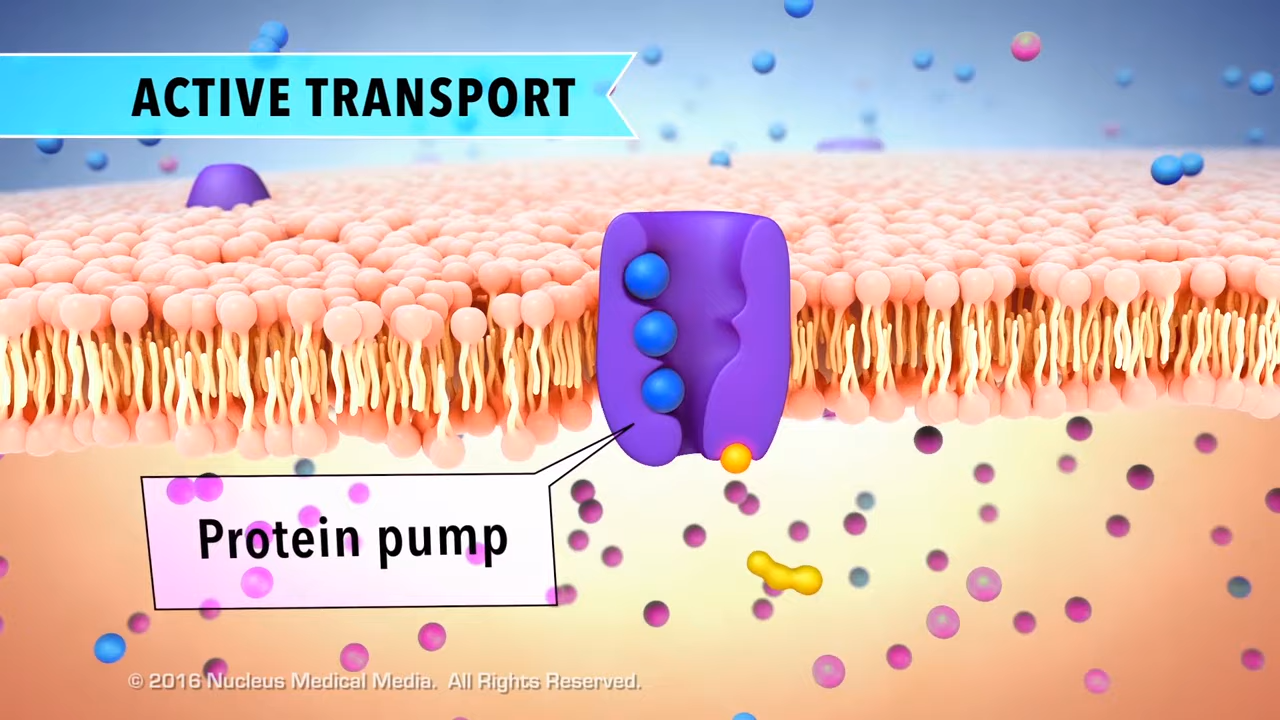 ACTIVE TRANSPORT
Protein pump
© 2016 Nucleus Medical Media. All Rights Reserved.